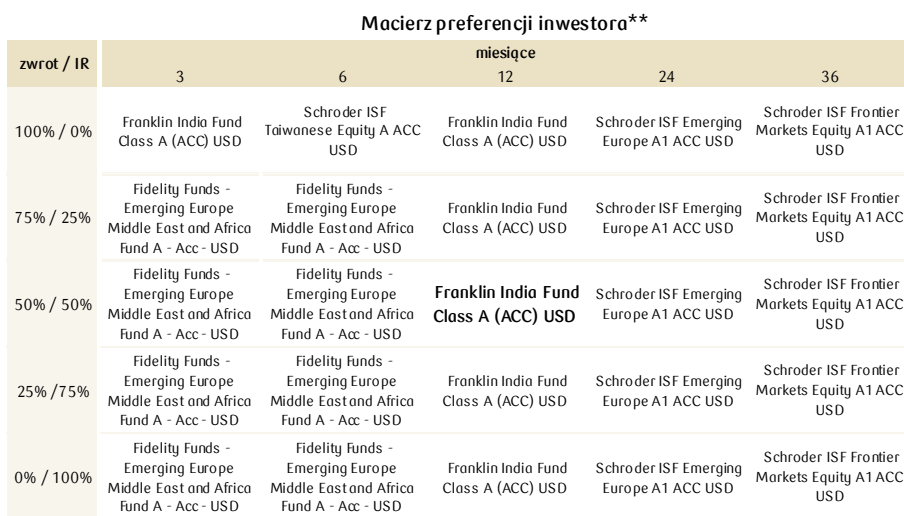 Macierz preferencji inwestora**
zwrot / IR
miesiące
3 6 12 24 36
100% / 0%
Franklin India Fund
Class A (ACC) USD
Schroder ISF
Taiwanese Equity A ACC
USD
Franklin India Fund
Class A (ACC) USD
Schroder ISF Emerging
Europe A1 ACC USD
Schroder ISF Frontier
Markets Equity A1 ACC
USD
75% / 25%
Fidelity Funds -
Emerging Europe
Middle East and Africa
Fund A - Acc - USD
Fidelity Funds -
Emerging Europe
Middle East and Africa
Fund A - Acc - USD
Franklin India Fund
Class A (ACC) USD
Schroder ISF Emerging
Europe A1 ACC USD
Schroder ISF Frontier
Markets Equity A1 ACC
USD
50% / 50%
Fidelity Funds -
Emerging Europe
Middle East and Africa
Fund A - Acc - USD
Fidelity Funds -
Emerging Europe
Middle East and Africa
Fund A - Acc - USD
Franklin India Fund
Class A (ACC) USD
Schroder ISF Emerging
Europe A1 ACC USD
Schroder ISF Frontier
Markets Equity A1 ACC
USD
25% /75%
Fidelity Funds -
Emerging Europe
Middle East and Africa
Fund A - Acc - USD
Fidelity Funds -
Emerging Europe
Middle East and Africa
Fund A - Acc - USD
Franklin India Fund
Class A (ACC) USD
Schroder ISF Emerging
Europe A1 ACC USD
Schroder ISF Frontier
Markets Equity A1 ACC
USD
0% / 100%
Fidelity Funds -
Emerging Europe
Middle East and Africa
Fund A - Acc - USD
Fidelity Funds -
Emerging Europe
Middle East and Africa
Fund A - Acc - USD
Franklin India Fund
Class A (ACC) USD
Schroder ISF Emerging
Europe A1 ACC USD
Schroder ISF Frontier
Markets Equity A1 ACC
USD